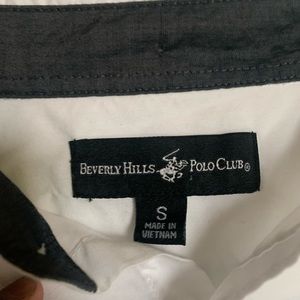 BEVERLY HILLS POLO CLUB®
S
MADE IN
VIETNAM